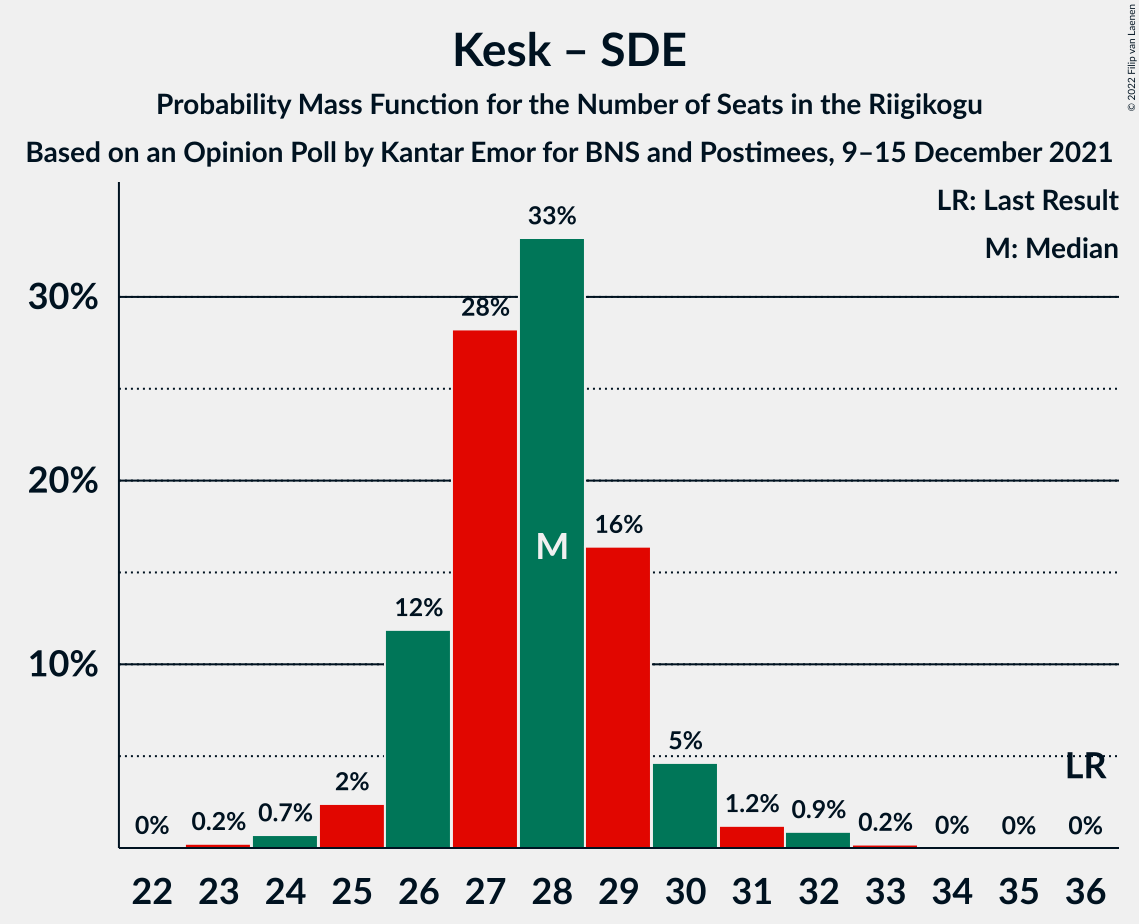 Kesk – SDE
Probability Mass Function for the Number of Seats in the Riigikogu
Based on an Opinion Poll by Kantar Emor for BNS and Postimees, 9–15 December 2021
© 2022 Filip van Laenen
LR: Last Result
M: Median
30%
20%
10%
0%
0.2%
0.7%
2%
12%
28%
33%
16%
5%
1.2%
0.9%
0.2%
0%
0%
0%
M
LR
22 23 24 25 26 27 28 29 30 31 32 33 34 35 36